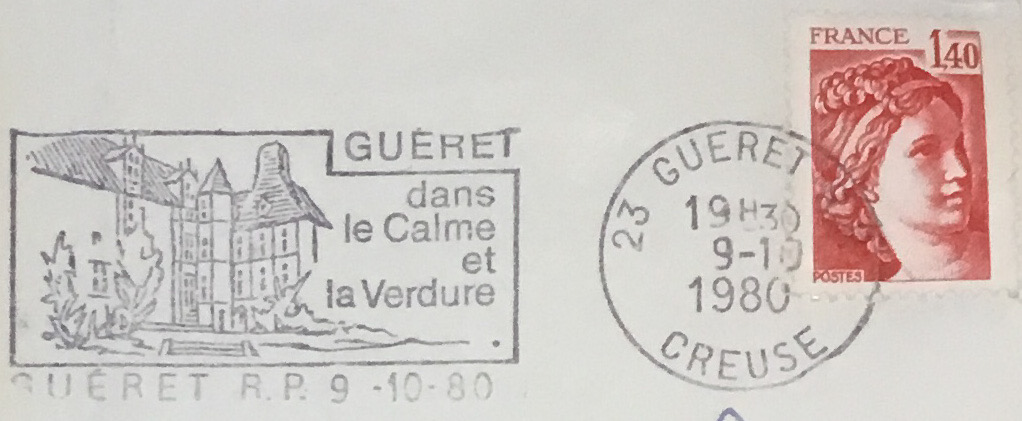 GUÉRET
dans
le Calme
et
la Verdure
GUÉRET R.P. 9-10-80
23 GUERET
19H30
9-10
1980
CREUSE
FRANCE 1,40
POSTES